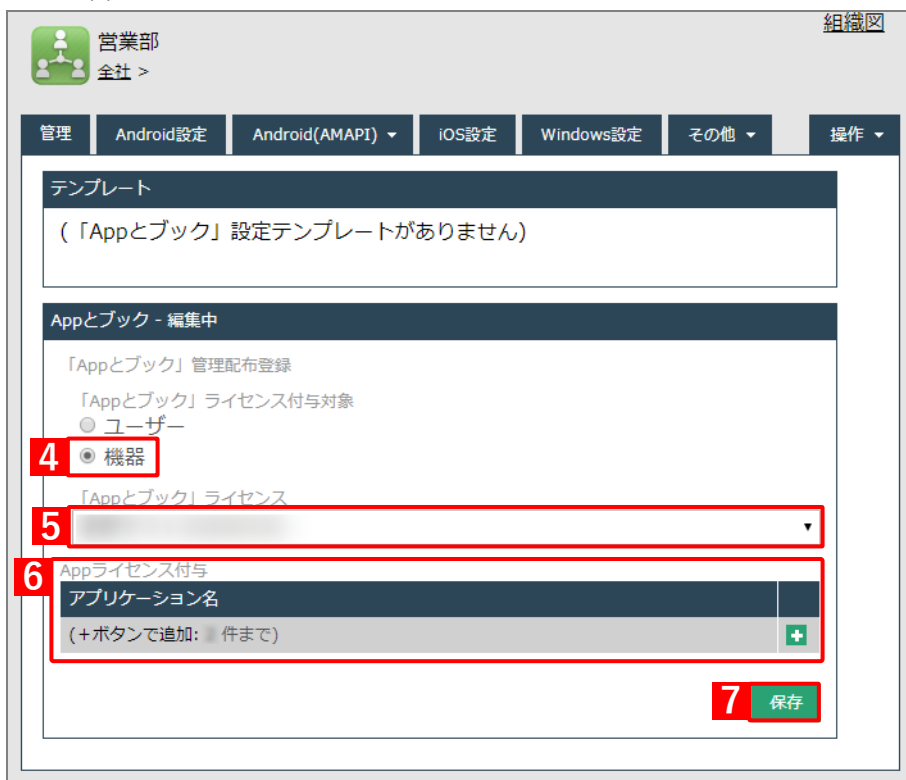 組織図
営業部
全社 >
管理 Android設定 Android(AMAPI) ▼ iOS設定 Windows設定 その他 ▼ 操作 ▼
テンプレート
(「Appとブック」設定テンプレートがありません)
Appとブック - 編集中
「Appとブック」管理配布登録
「Appとブック」ライセンス付与対象
ユーザー
4 機器
「Appとブック」ライセンス
5
6 Appライセンス付与
アプリケーション名
(+ボタンで追加: 件まで)
7 保存